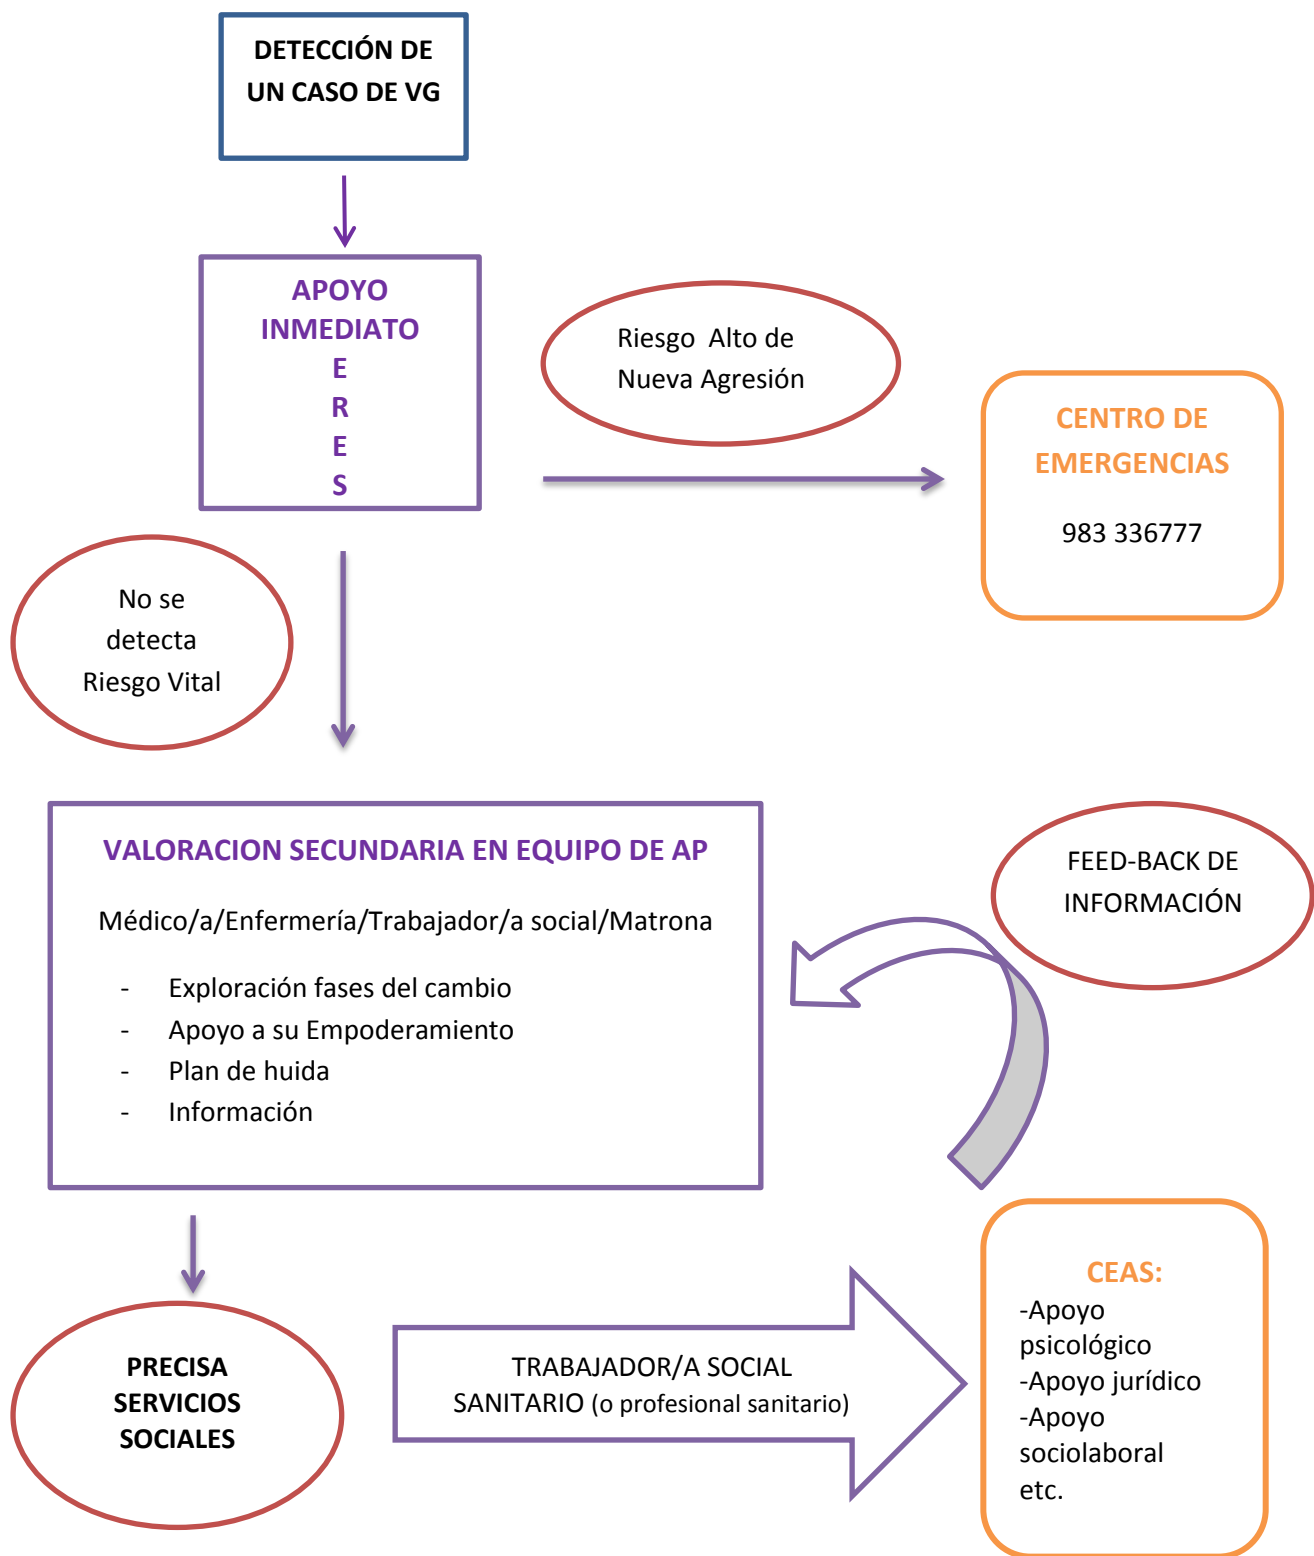 DETECCIÓN DE
UN CASO DE VG
APOYO
INMEDIATO
E
R
E
S
Riesgo Alto de
Nueva Agresión
CENTRO DE
EMERGENCIAS
983 336777
No se
detecta
Riesgo Vital
VALORACION SECUNDARIA EN EQUIPO DE AP
Médico/a/Enfermería/Trabajador/a social/Matrona
- Exploración fases del cambio
- Apoyo a su Empoderamiento
- Plan de huida
- Información
FEED-BACK DE
INFORMACIÓN
PRECISA
SERVICIOS
SOCIALES
TRABAJADOR/A SOCIAL
SANITARIO (o profesional sanitario)
CEAS:
-Apoyo
psicológico
-Apoyo jurídico
-Apoyo
sociolaboral
etc.